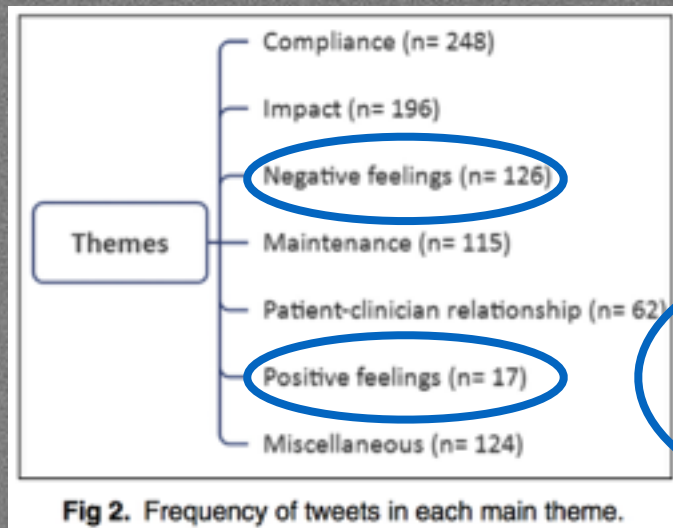 Compliance (n= 248)
Impact (n= 196)
Negative feelings (n= 126)
Themes
Maintenance (n= 115)
Patient-clinician relationship (n= 62)
Positive feelings (n= 17)
Miscellaneous (n= 124)
Fig 2. Frequency of tweets in each main theme.